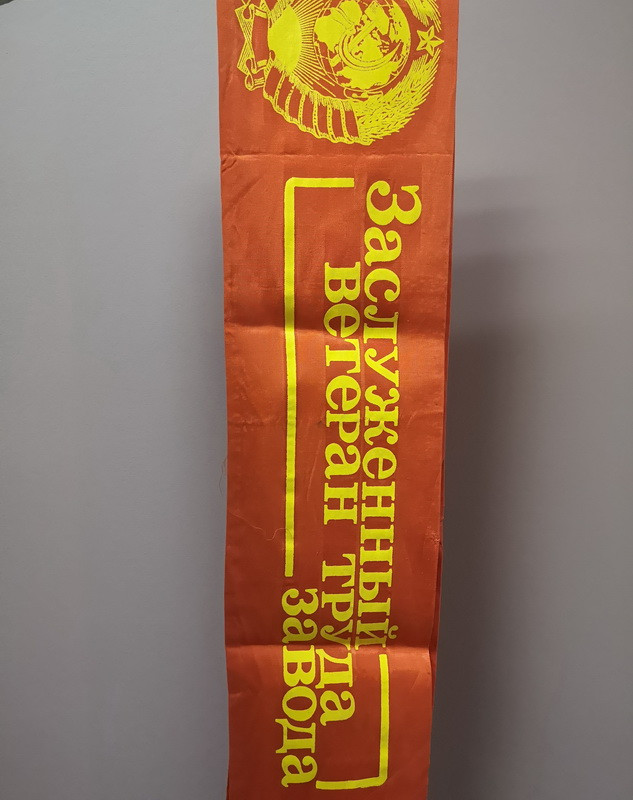 Заслуженный
ветеран труда
завода